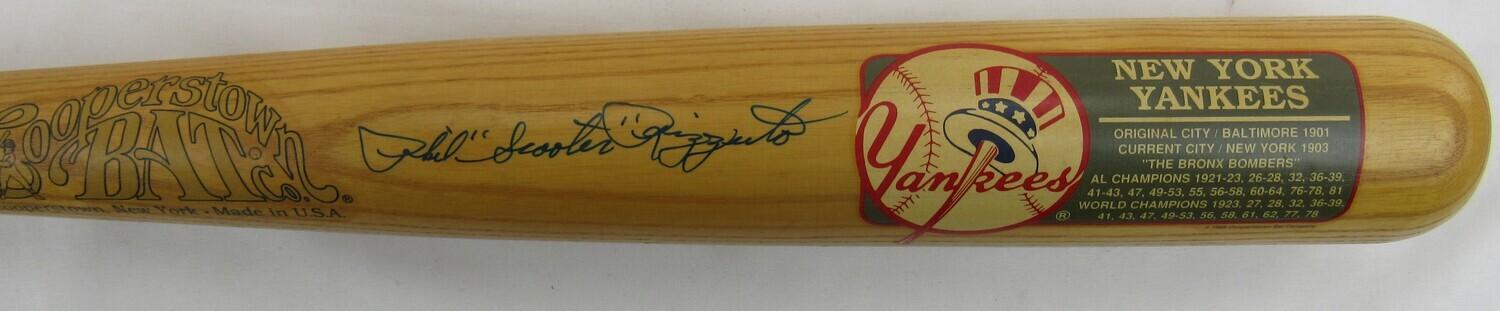 Cooperstown
BAT Co.®
Cooperstown, New York · Made in U.S.A.
Phil "Scooter" Rizzuto
Yankees ®
NEW YORK
YANKEES
ORIGINAL CITY / BALTIMORE 1901
CURRENT CITY / NEW YORK 1903
"THE BRONX BOMBERS"
AL CHAMPIONS 1921-23, 26-28, 32, 36-39,
41-43, 47, 49-53, 55, 56-58, 60-64, 76-78, 81
WORLD CHAMPIONS 1923, 27, 28, 32, 36-39,
41, 43, 47, 49-53, 56, 58, 61, 62, 77, 78
Cooperstown Bat Company